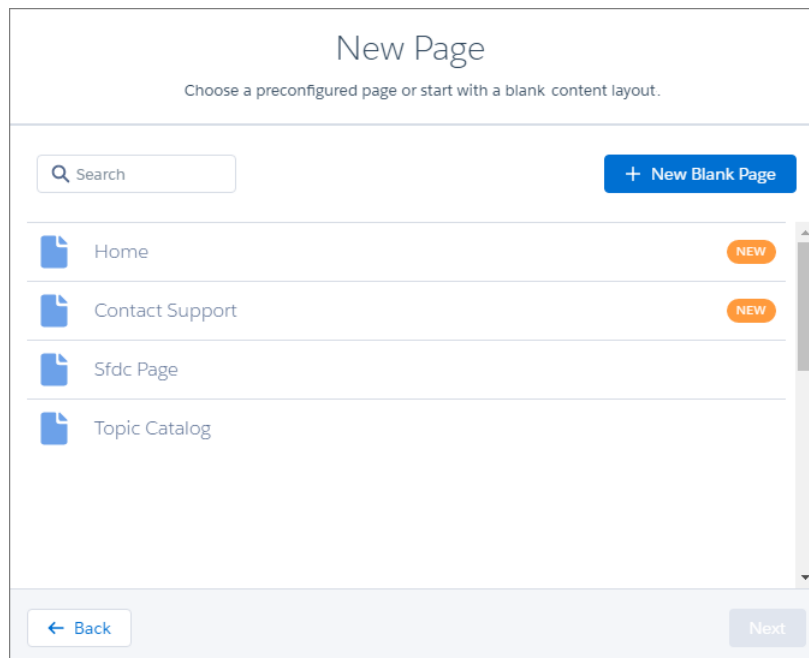 New Page
Choose a preconfigured page or start with a blank content layout.
Search
+ New Blank Page
Home
NEW
Contact Support
NEW
Sfdc Page
Topic Catalog
← Back
Next